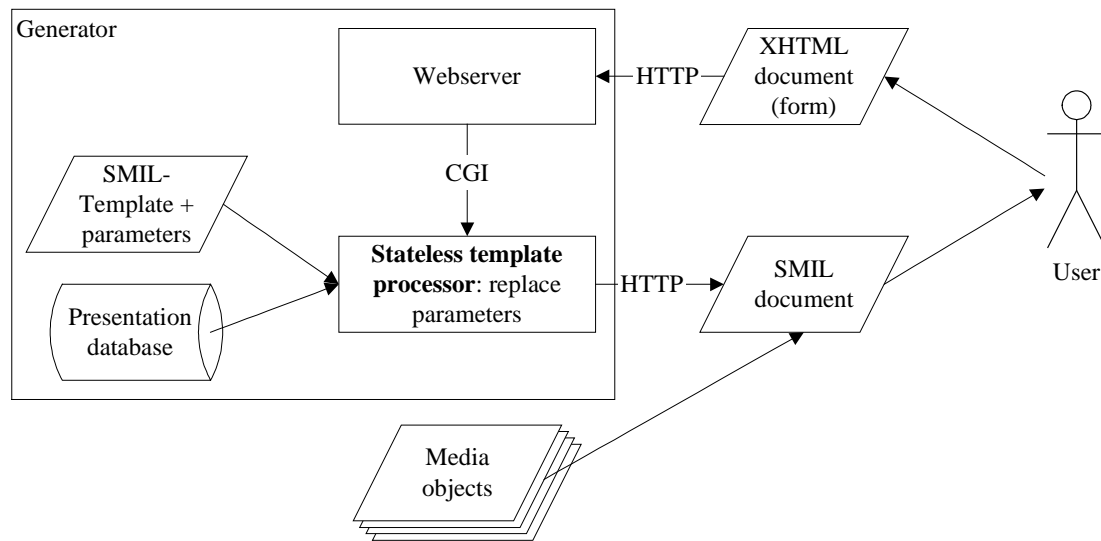 Generator
Webserver
HTTP
XHTML
document
(form)
CGI
SMIL-
Template +
parameters
Stateless template
processor: replace
parameters
HTTP
SMIL
document
User
Presentation
database
Media
objects